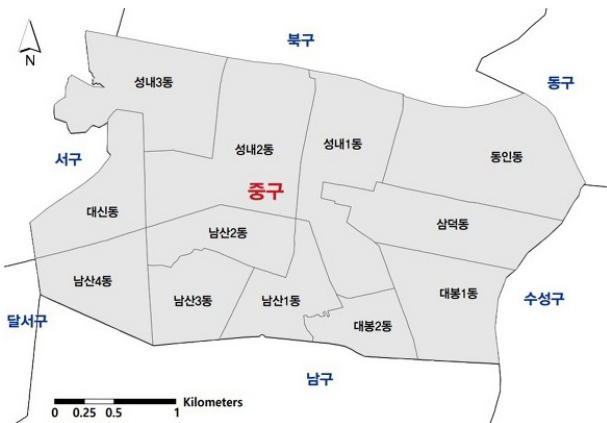 북구
N
성내3동
동구
성내2동
성내1동
동인동
서구
중구
대신동
삼덕동
남산2동
남산4동
남산3동
남산1동
대봉1동
수성구
달서구
대봉2동
남구
Kilometers
0 0.25 0.5 1